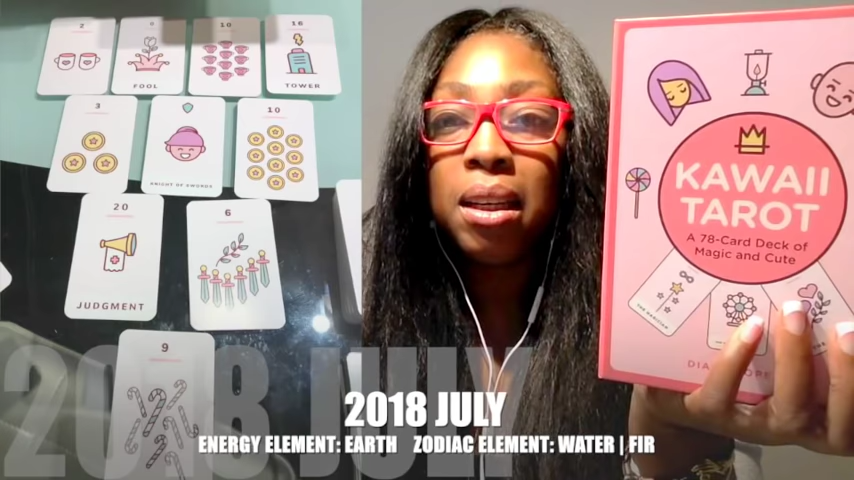 2
0
10
16
FOOL
TOWER
3
10
KNIGHT OF SWORDS
20
6
JUDGMENT
9
KAWAII
TAROT
A 78-Card Deck of
Magic and Cute
2018 JULY
2018 JULY
ENERGY ELEMENT: EARTH ZODIAC ELEMENT: WATER | FIR